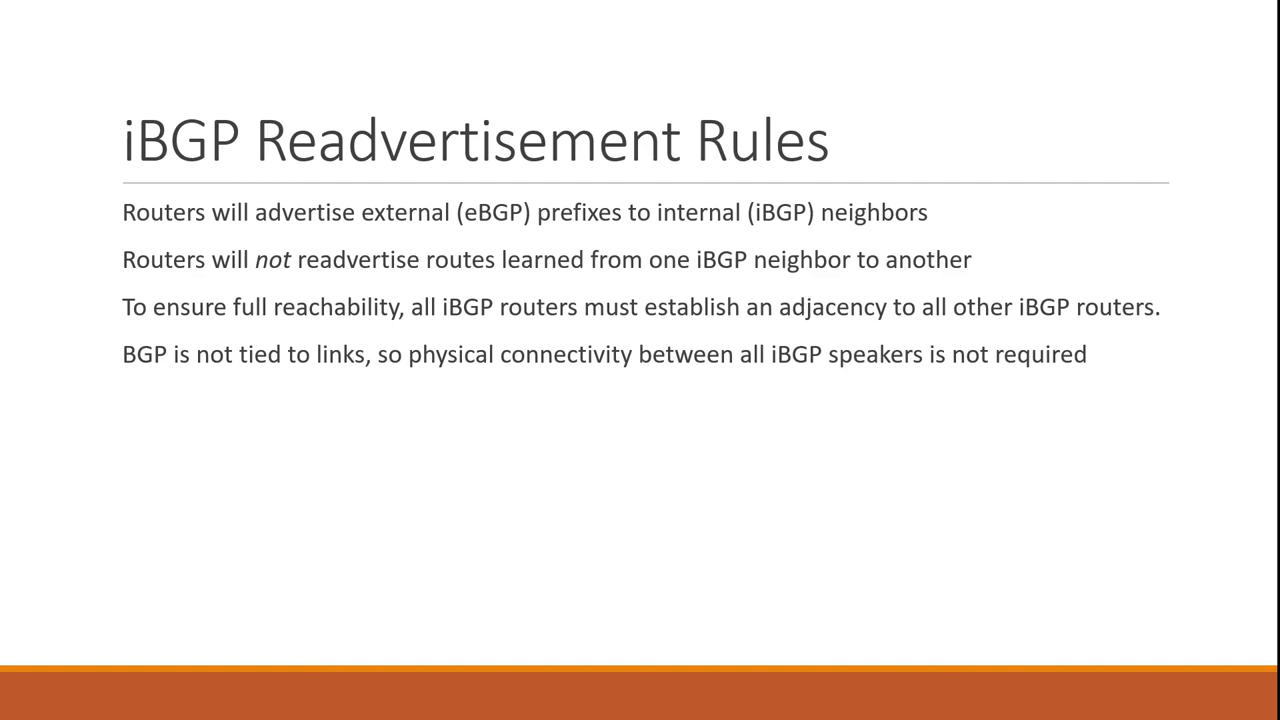 iBGP Readvertisement Rules
Routers will advertise external (eBGP) prefixes to internal (iBGP) neighbors
Routers will not readvertise routes learned from one iBGP neighbor to another
To ensure full reachability, all iBGP routers must establish an adjacency to all other iBGP routers.
BGP is not tied to links, so physical connectivity between all iBGP speakers is not required